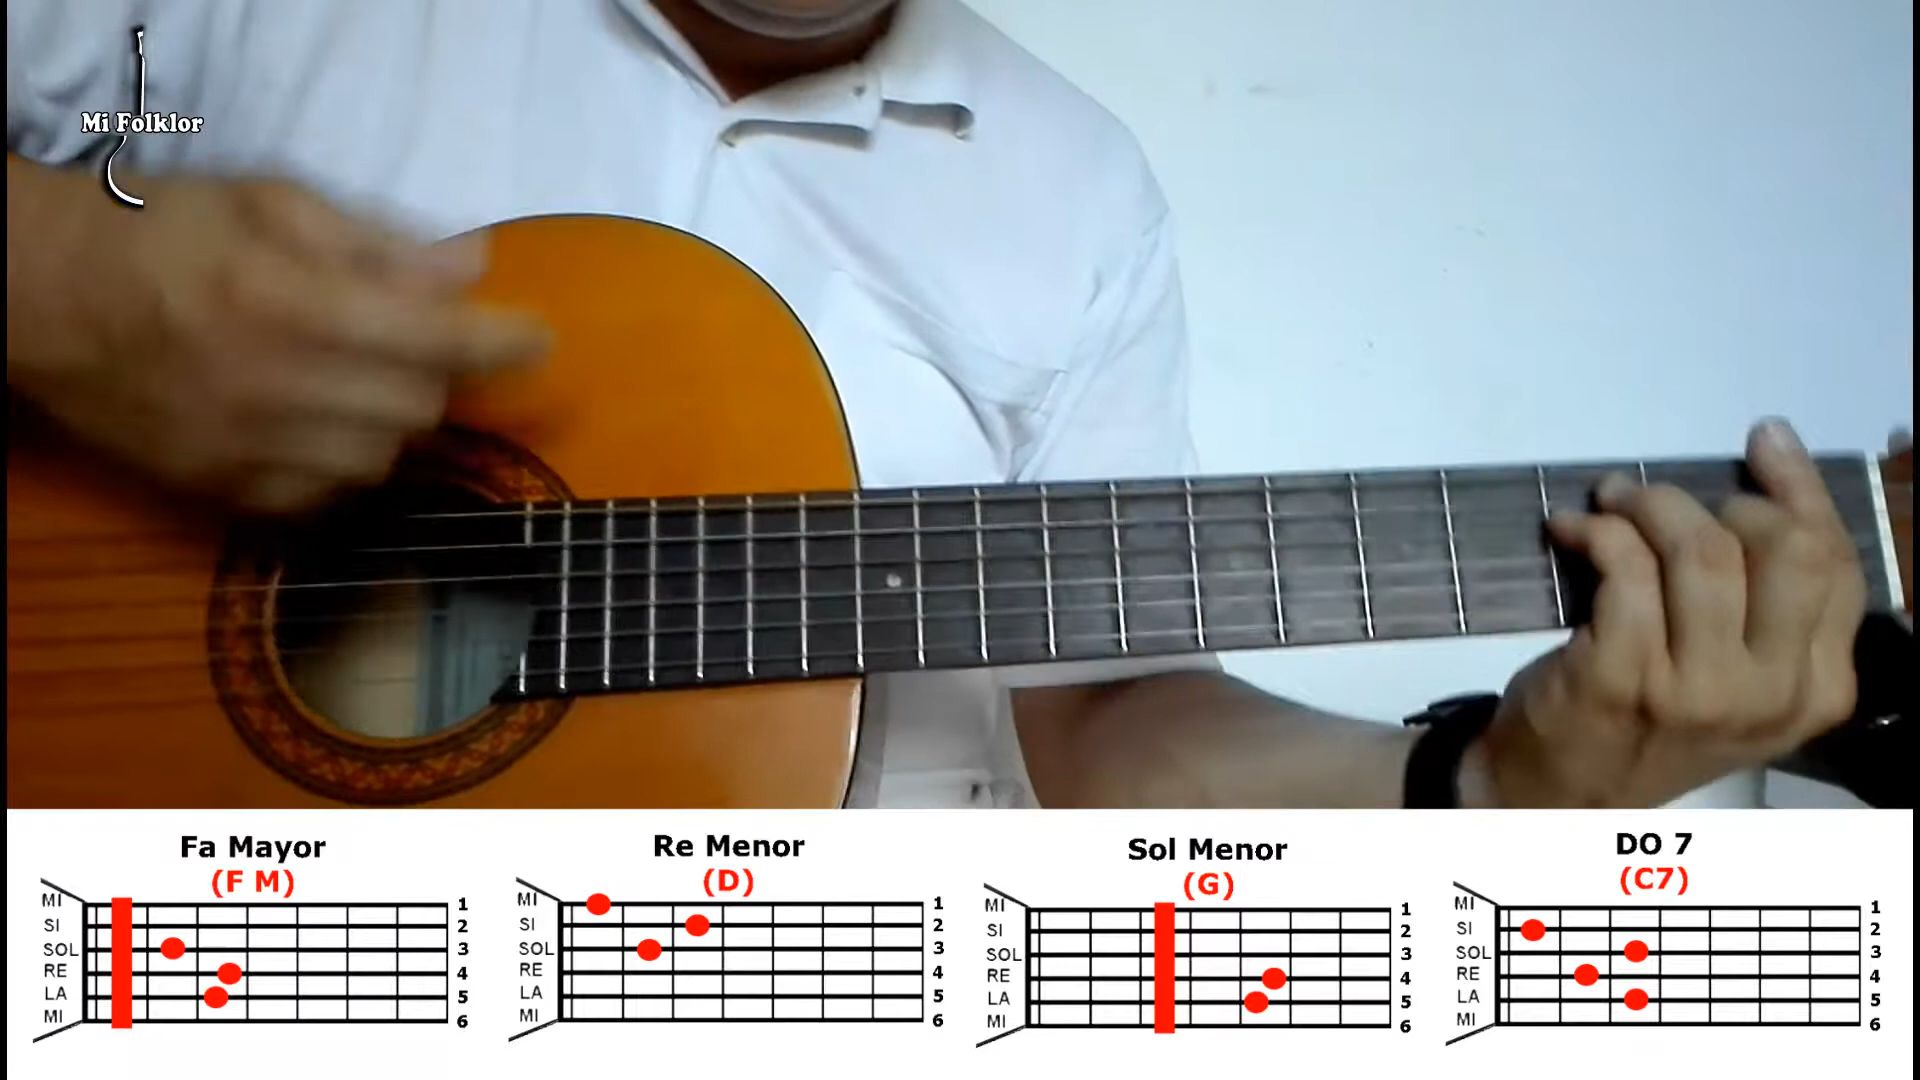 Mi Folklor
Fa Mayor
(F M)
MI
SI
SOL
RE
LA
MI
1
2
3
4
5
6
Re Menor
(D)
MI
SI
SOL
RE
LA
MI
1
2
3
4
5
6
Sol Menor
(G)
MI
SI
SOL
RE
LA
MI
1
2
3
4
5
6
DO 7
(C7)
MI
SI
SOL
RE
LA
MI
1
2
3
4
5
6